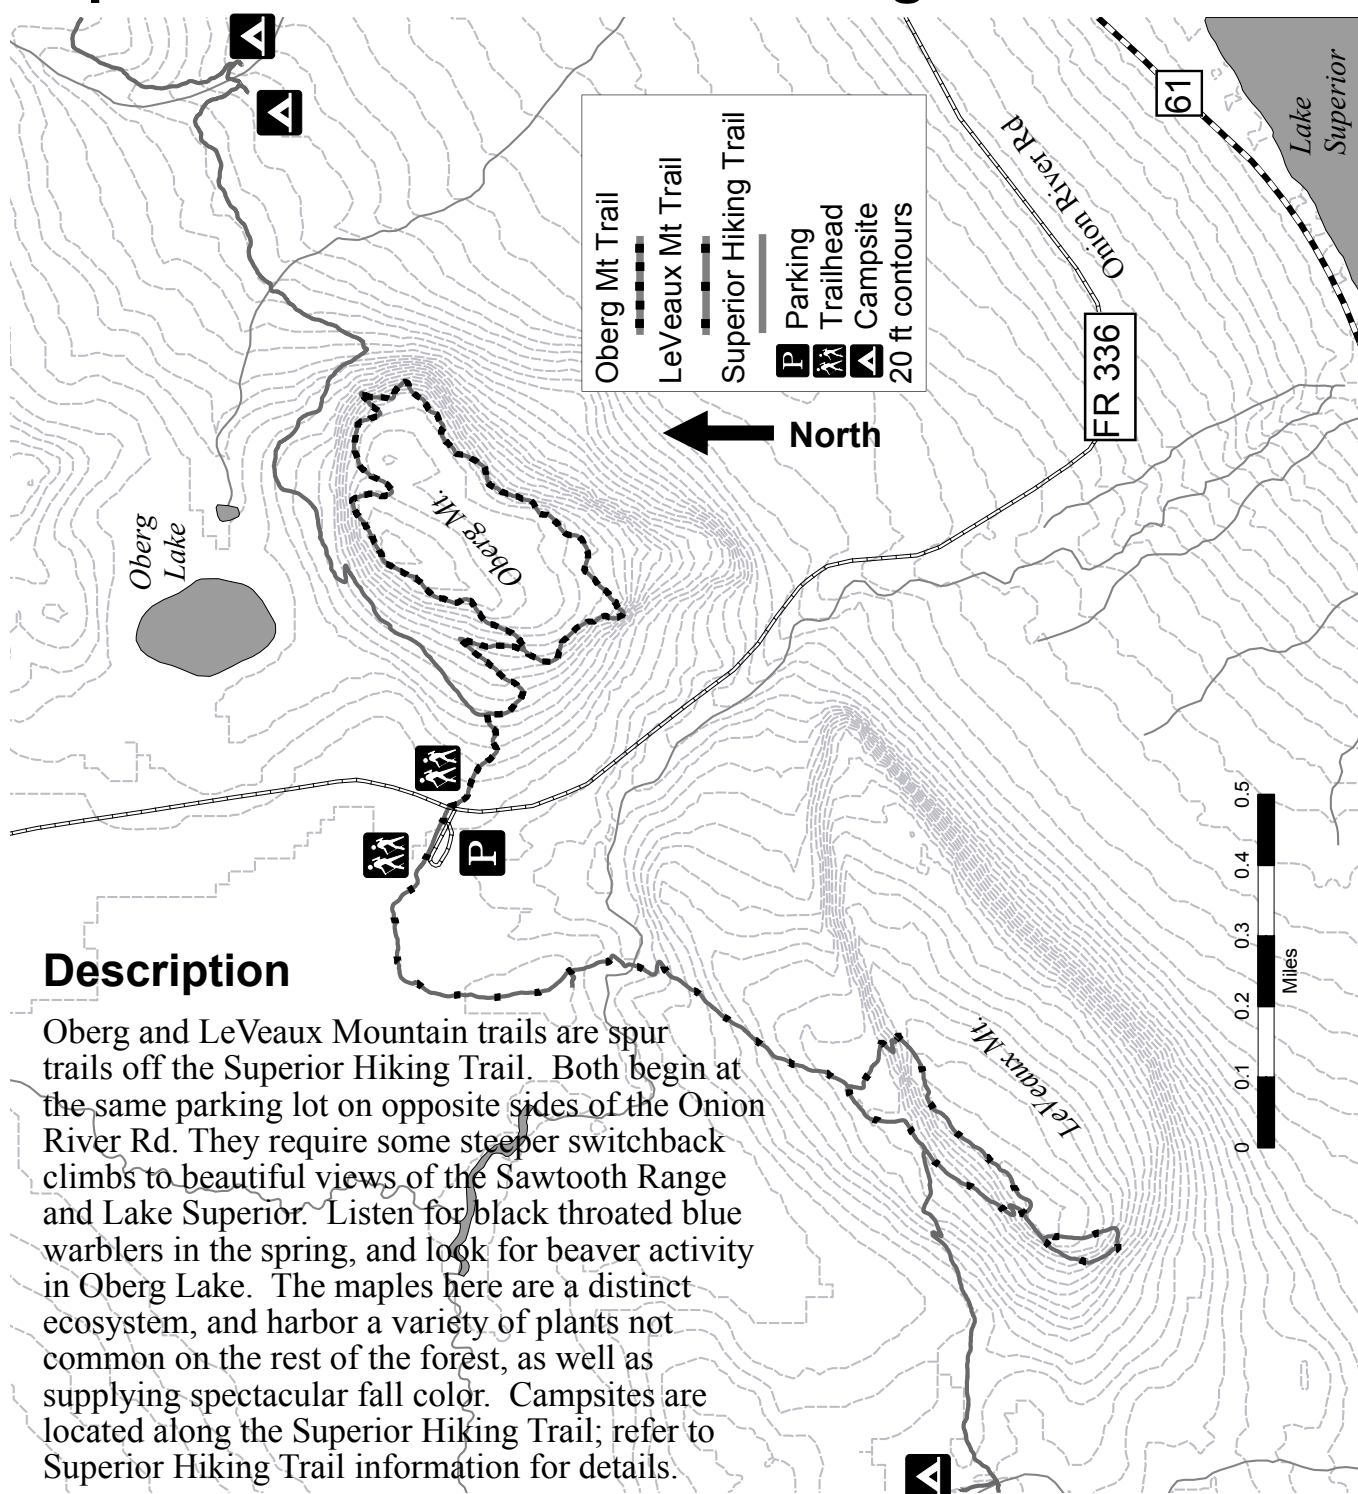 61
Lake
Superior
Onion River Rd
Oberg Mt Trail
LeVeaux Mt Trail
Superior Hiking Trail
P Parking
Trailhead
Campsite
20 ft contours
FR 336
North
Oberg
Lake
Oberg Mt.
P
LeVeaux Mt.
0 0.1 0.2 0.3 0.4 0.5
Miles
Description
Oberg and LeVeaux Mountain trails are spur
trails off the Superior Hiking Trail. Both begin at
the same parking lot on opposite sides of the Onion
River Rd. They require some steeper switchback
climbs to beautiful views of the Sawtooth Range
and Lake Superior. Listen for black throated blue
warblers in the spring, and look for beaver activity
in Oberg Lake. The maples here are a distinct
ecosystem, and harbor a variety of plants not
common on the rest of the forest, as well as
supplying spectacular fall color. Campsites are
located along the Superior Hiking Trail; refer to
Superior Hiking Trail information for details.